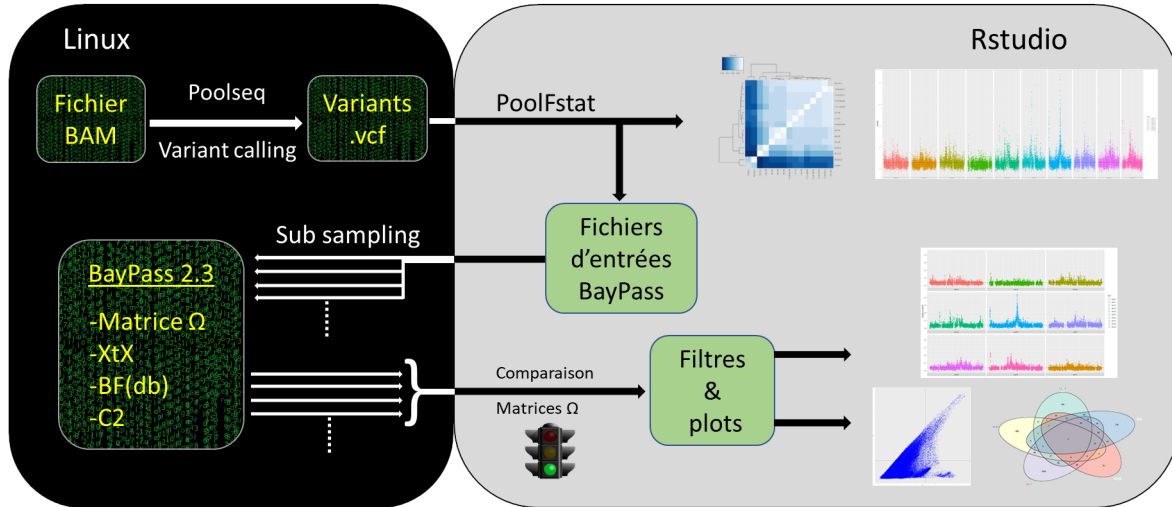 Linux
Rstudio
Fichier
BAM
Poolseq
Variant calling
Variants
.vcf
PoolFstat
Sub sampling
Fichiers
d'entrées
BayPass
BayPass 2.3
-Matrice Ω
-XtX
-BF(db)
-C2
Comparaison
Matrices Ω
Filtres
&
plots